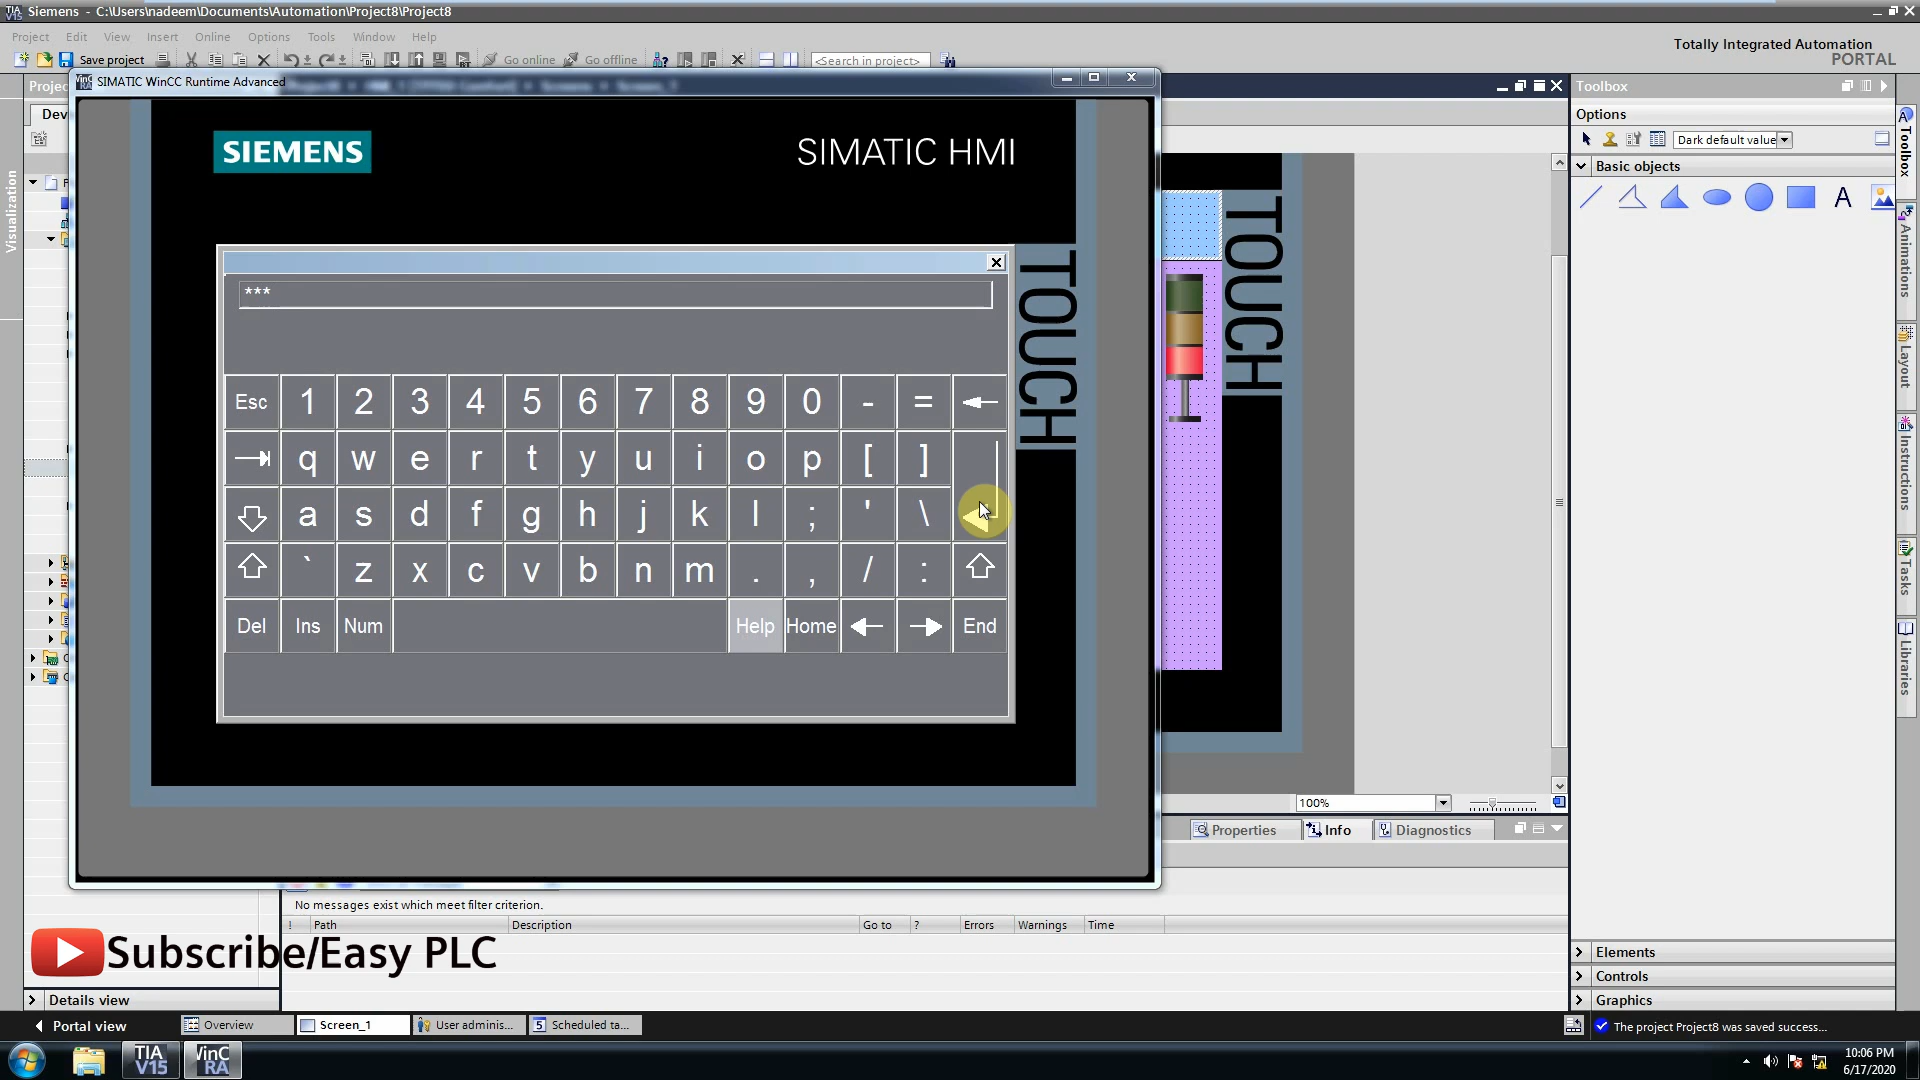 Siemens - C:\Users\nadeem\Documents\Automation\Project8\Project8
Project Edit View Insert Online Options Tools Window Help
Totally Integrated Automation
PORTAL
Save project
Go online
Go offline
<Search in project>
SIMATIC WinCC Runtime Advanced
Toolbox
Options
Dev
Dark default value
Basic objects
A
SIEMENS
SIMATIC HMI
TOUCH
TOUCH
***
Esc 1 2 3 4 5 6 7 8 9 0 - =
q w e r t y u i o p [ ]
a s d f g h j k l ; ' \
` z x c v b n m . , / :
Del Ins Num Help Home End
Visualization
Toolbox
Animations
Layout
Instructions
Tasks
Libraries
100%
Properties
Info
Diagnostics
No messages exist which meet filter criterion.
! Path Description Go to ? Errors Warnings Time
Subscribe/Easy PLC
Elements
Controls
Graphics
Details view
Portal view
Overview
Screen_1
User adminis...
Scheduled ta...
The project Project8 was saved success...
TIA V15
WinC RA
10:06 PM
6/17/2020